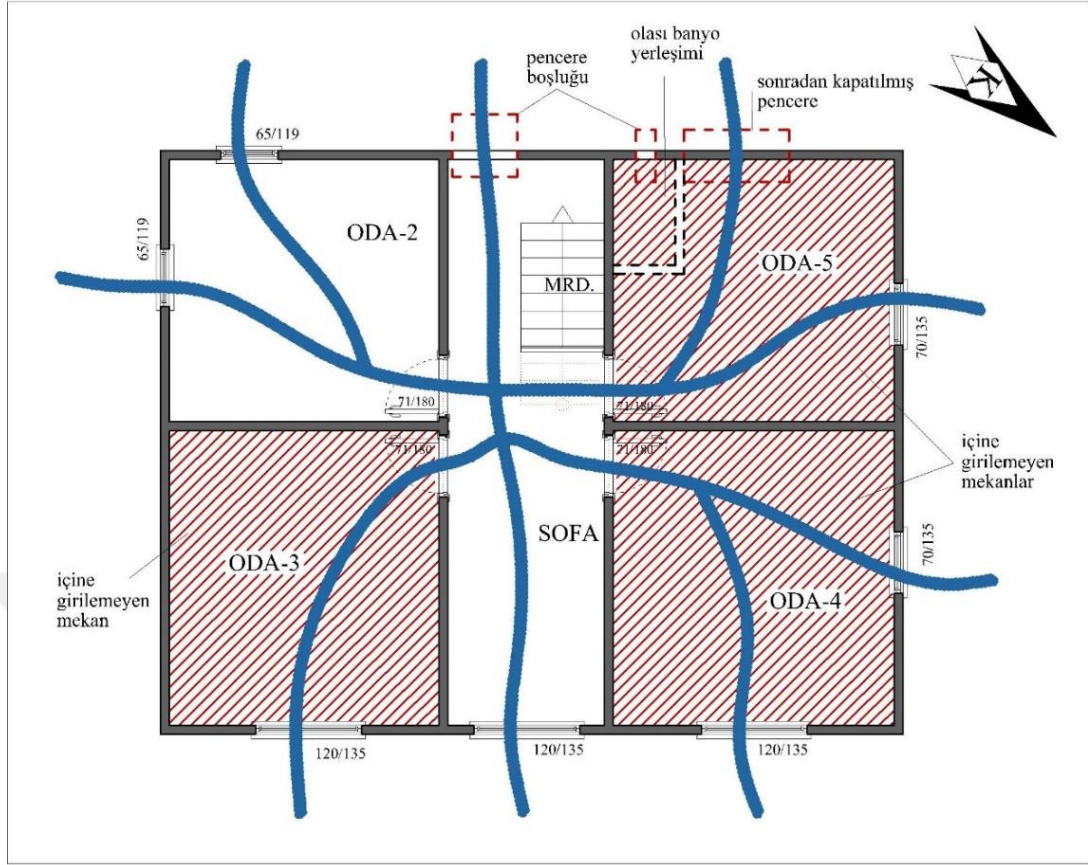 olası banyo
yerleşimi
pencere
boşluğu
sonradan kapatılmış
pencere
K
65/119
65/119
ODA-2
MRD.
ODA-5
70/135
71/180
71/180
71/180
71/180
içine
girilemeyen
mekanlar
SOFA
ODA-3
70/135
içine
girilemeyen
mekan
ODA-4
120/135
120/135
120/135